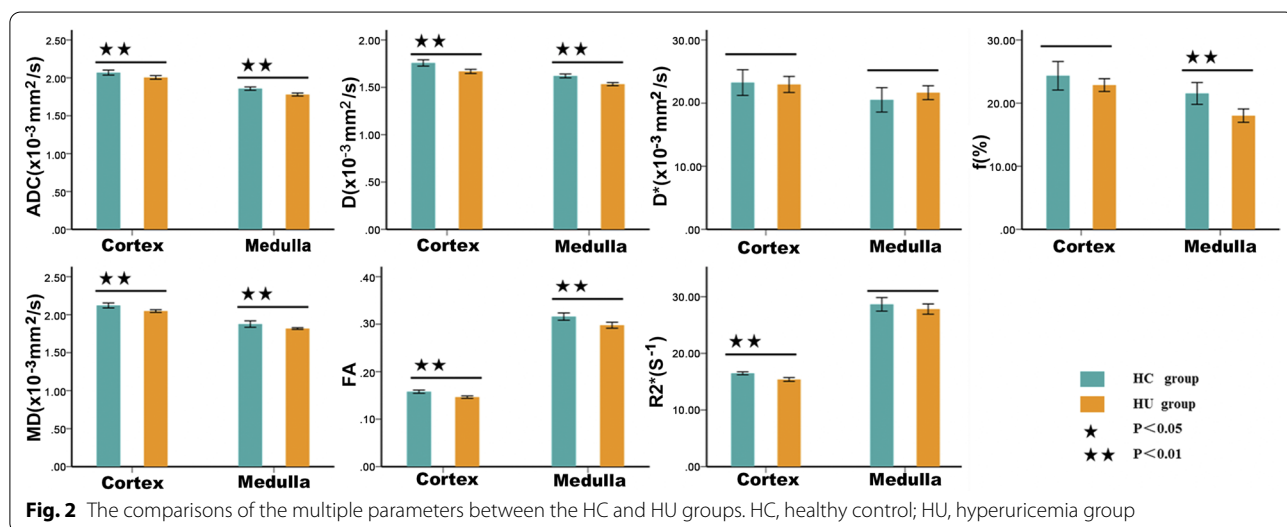 ADC(x10-³ mm²/s)
2.50
2.00
1.50
1.00
.50
.00
★★
★★
Cortex
Medulla
D(x10-³mm²/s)
2.00
1.50
1.00
.50
.00
★★
★★
Cortex
Medulla
D*(x10-³mm²/s)
30.00
20.00
10.00
.00
Cortex
Medulla
f(%)
30.00
20.00
10.00
.00
★★
Cortex
Medulla
MD(x10-³mm²/s)
2.50
2.00
1.50
1.00
.50
.00
★★
★★
Cortex
Medulla
FA
.40
.30
.20
.10
.00
★★
★★
Cortex
Medulla
R2*(S⁻¹)
30.00
20.00
10.00
.00
★★
Cortex
Medulla
HC group
HU group
★ P<0.05
★★ P<0.01
Fig. 2 The comparisons of the multiple parameters between the HC and HU groups. HC, healthy control; HU, hyperuricemia group